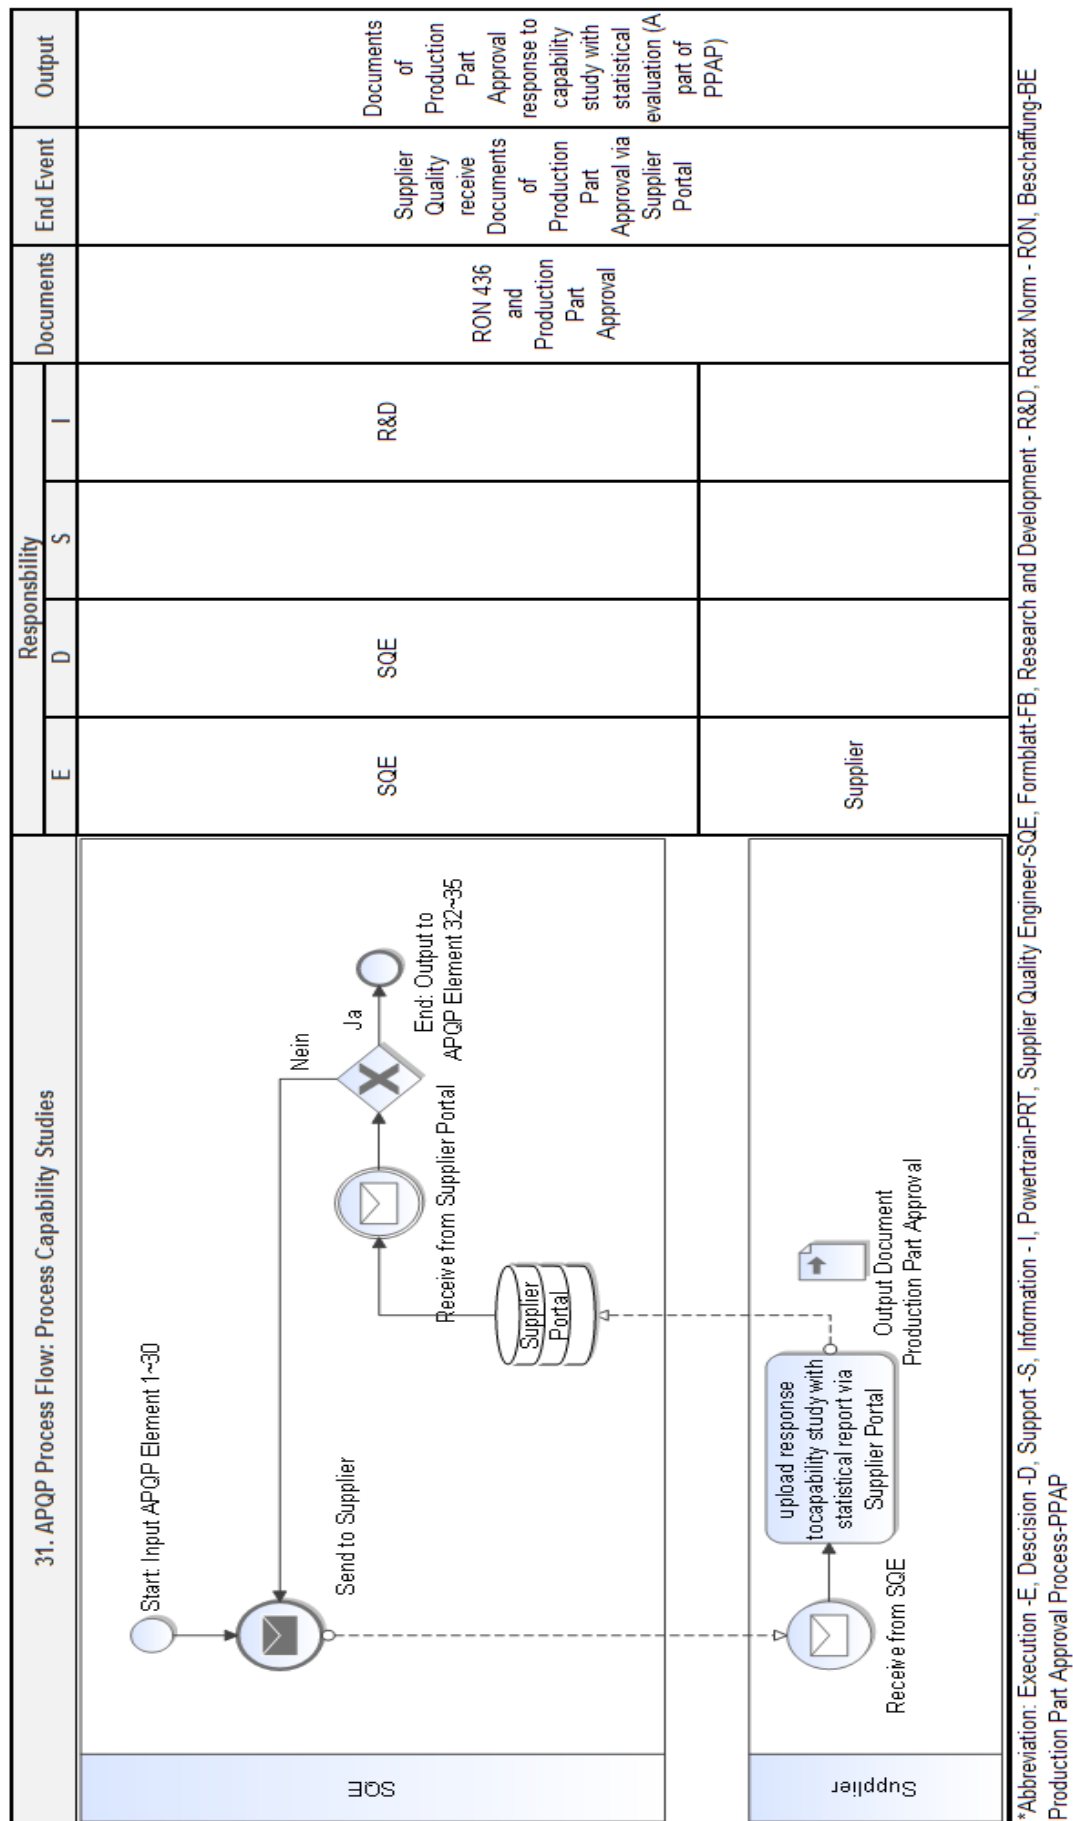 31. APQP Process Flow: Process Capability Studies
Responsbility
Documents
End Event
Output
E
D
S
I
SQE
Start: Input APQP Element 1~30
Send to Supplier
Nein
Ja
End: Output to
APQP Element 32~35
Receive from Supplier Portal
Supplier
Portal
SQE
SQE
R&D
RON 436
and
Production
Part
Approval
Supplier
Quality
receive
Documents
of
Production
Part
Approval via
Supplier
Portal
Documents
of
Production
Part
Approval
response to
capability
study with
statistical
evaluation (A
part of
PPAP)
Supplier
Receive from SQE
upload response
tocapability study with
statistical report via
Supplier Portal
Output Document
Production Part Approval
Supplier
*Abbreviation: Execution -E, Descision -D, Support -S, Information - I, Powertrain-PRT, Supplier Quality Engineer-SQE, Formblatt-FB, Research and Development - R&D, Rotax Norm - RON, Beschaffung-BE
Production Part Approval Process-PPAP